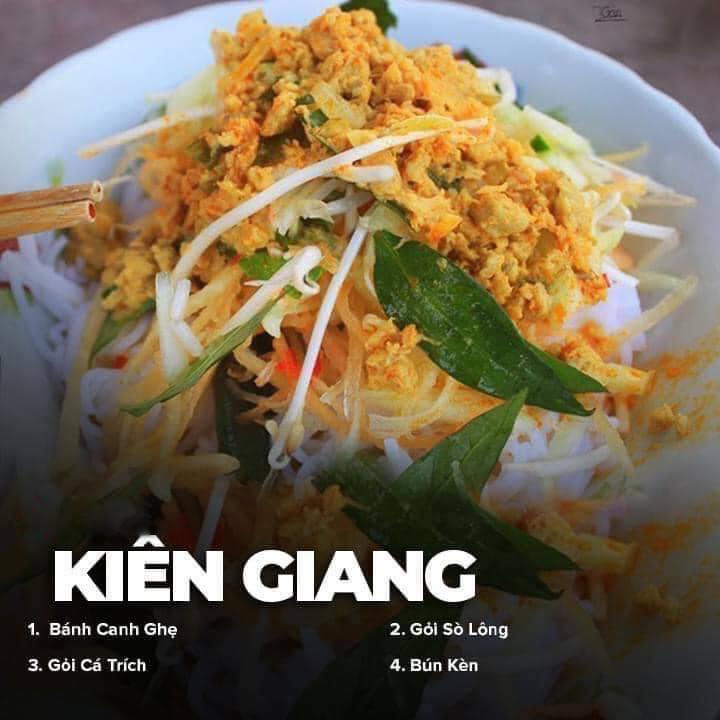 KIÊN GIANG
1. Bánh Canh Ghẹ
2. Gỏi Sò Lông
3. Gỏi Cá Trích
4. Bún Kèn